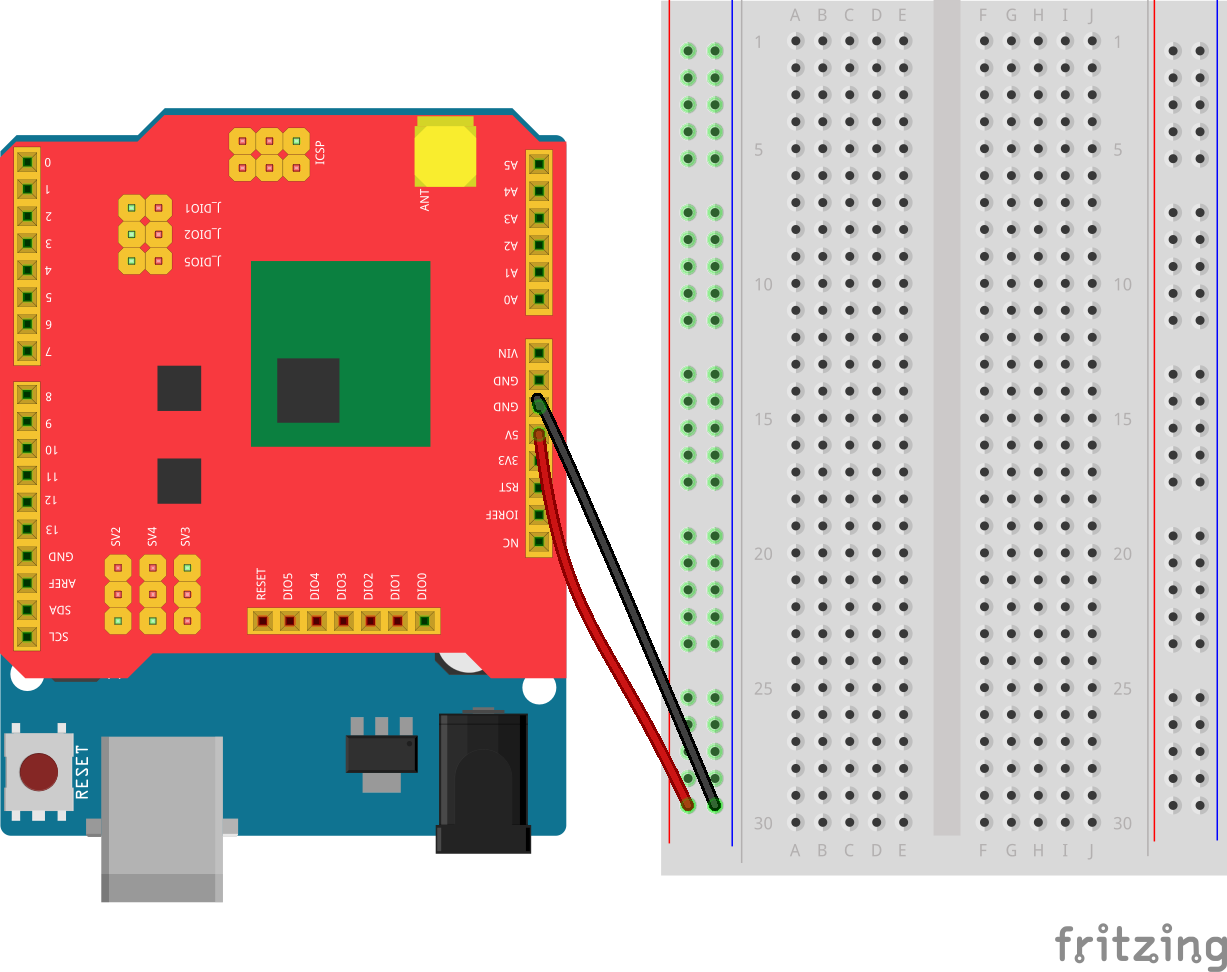 A B C D E F G H I J
1 1
5 5
10 10
15 15
20 20
25 25
30 30
A B C D E F G H I J
ICSP
ANT
J_DIO1
J_DIO2
J_DIO5
0
1
2
3
4
5
6
7
8
9
10
11
12
13
GND
AREF
SDA
SCL
A5
A4
A3
A2
A1
A0
VIN
GND
GND
5V
3V3
RST
IOREF
NC
SV2 SV4 SV3
RESET DIO5 DIO4 DIO3 DIO2 DIO1 DIO0
RESET
fritzing